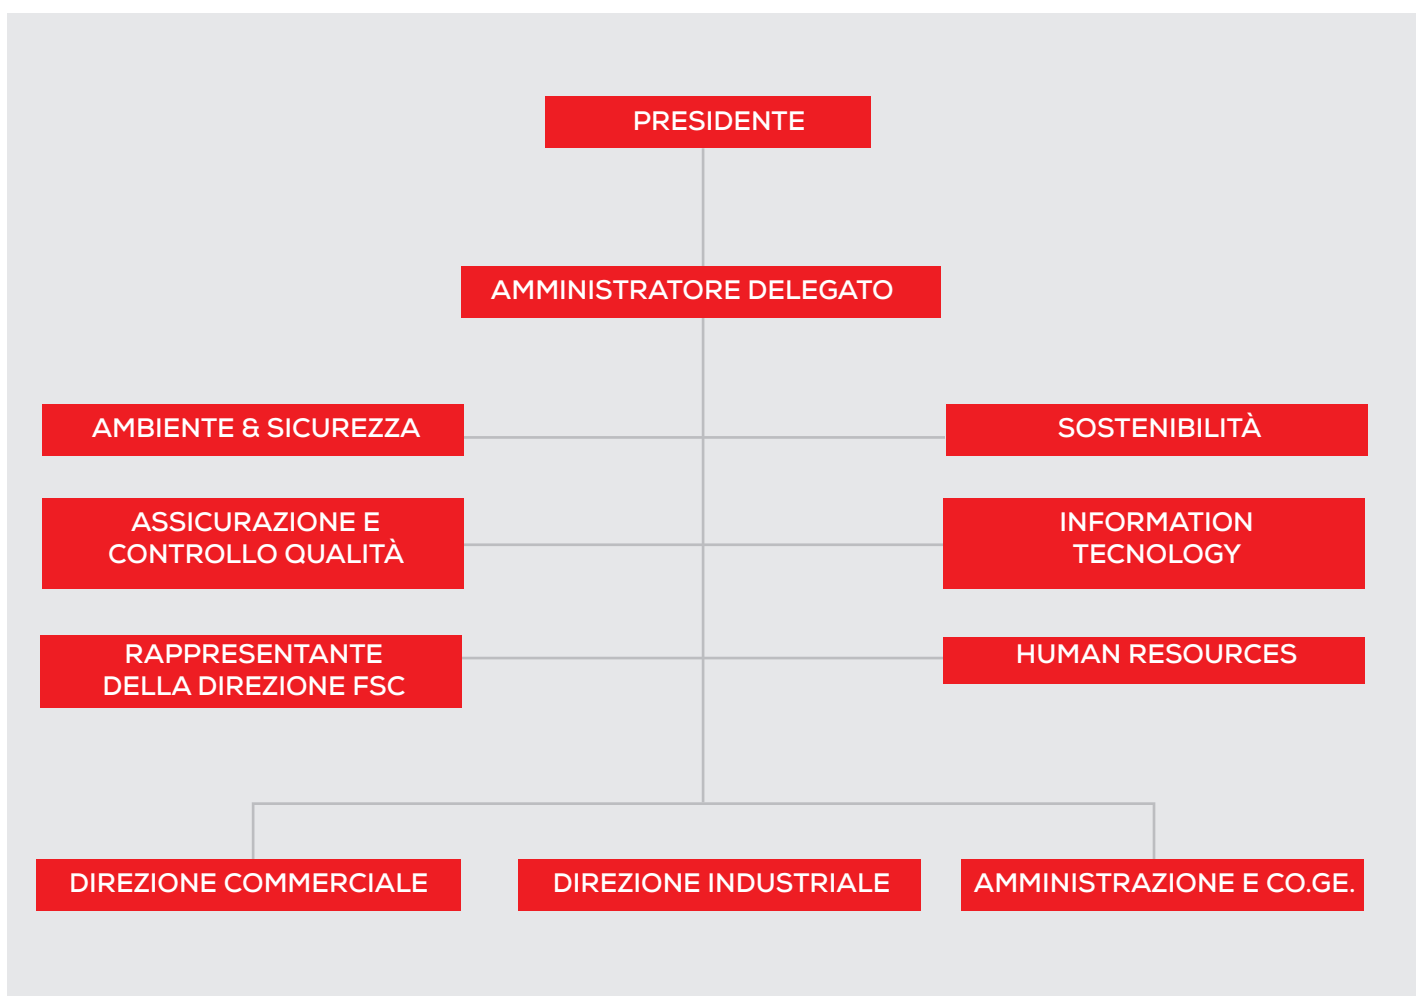 PRESIDENTE
AMMINISTRATORE DELEGATO
AMBIENTE & SICUREZZA
SOSTENIBILITÀ
ASSICURAZIONE E
CONTROLLO QUALITÀ
INFORMATION
TECNOLOGY
RAPPRESENTANTE
DELLA DIREZIONE FSC
HUMAN RESOURCES
DIREZIONE COMMERCIALE
DIREZIONE INDUSTRIALE
AMMINISTRAZIONE E CO.GE.